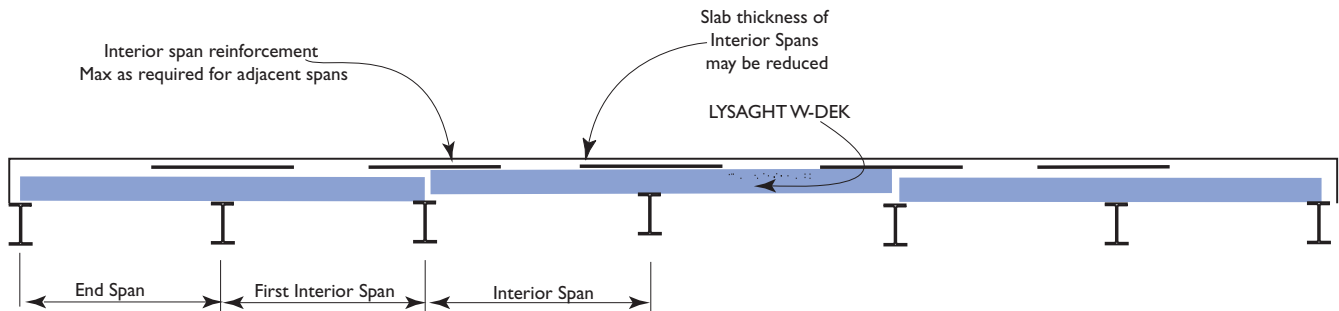 Slab thickness of
Interior Spans
may be reduced
Interior span reinforcement
Max as required for adjacent spans
LYSAGHT W-DEK
End Span
First Interior Span
Interior Span